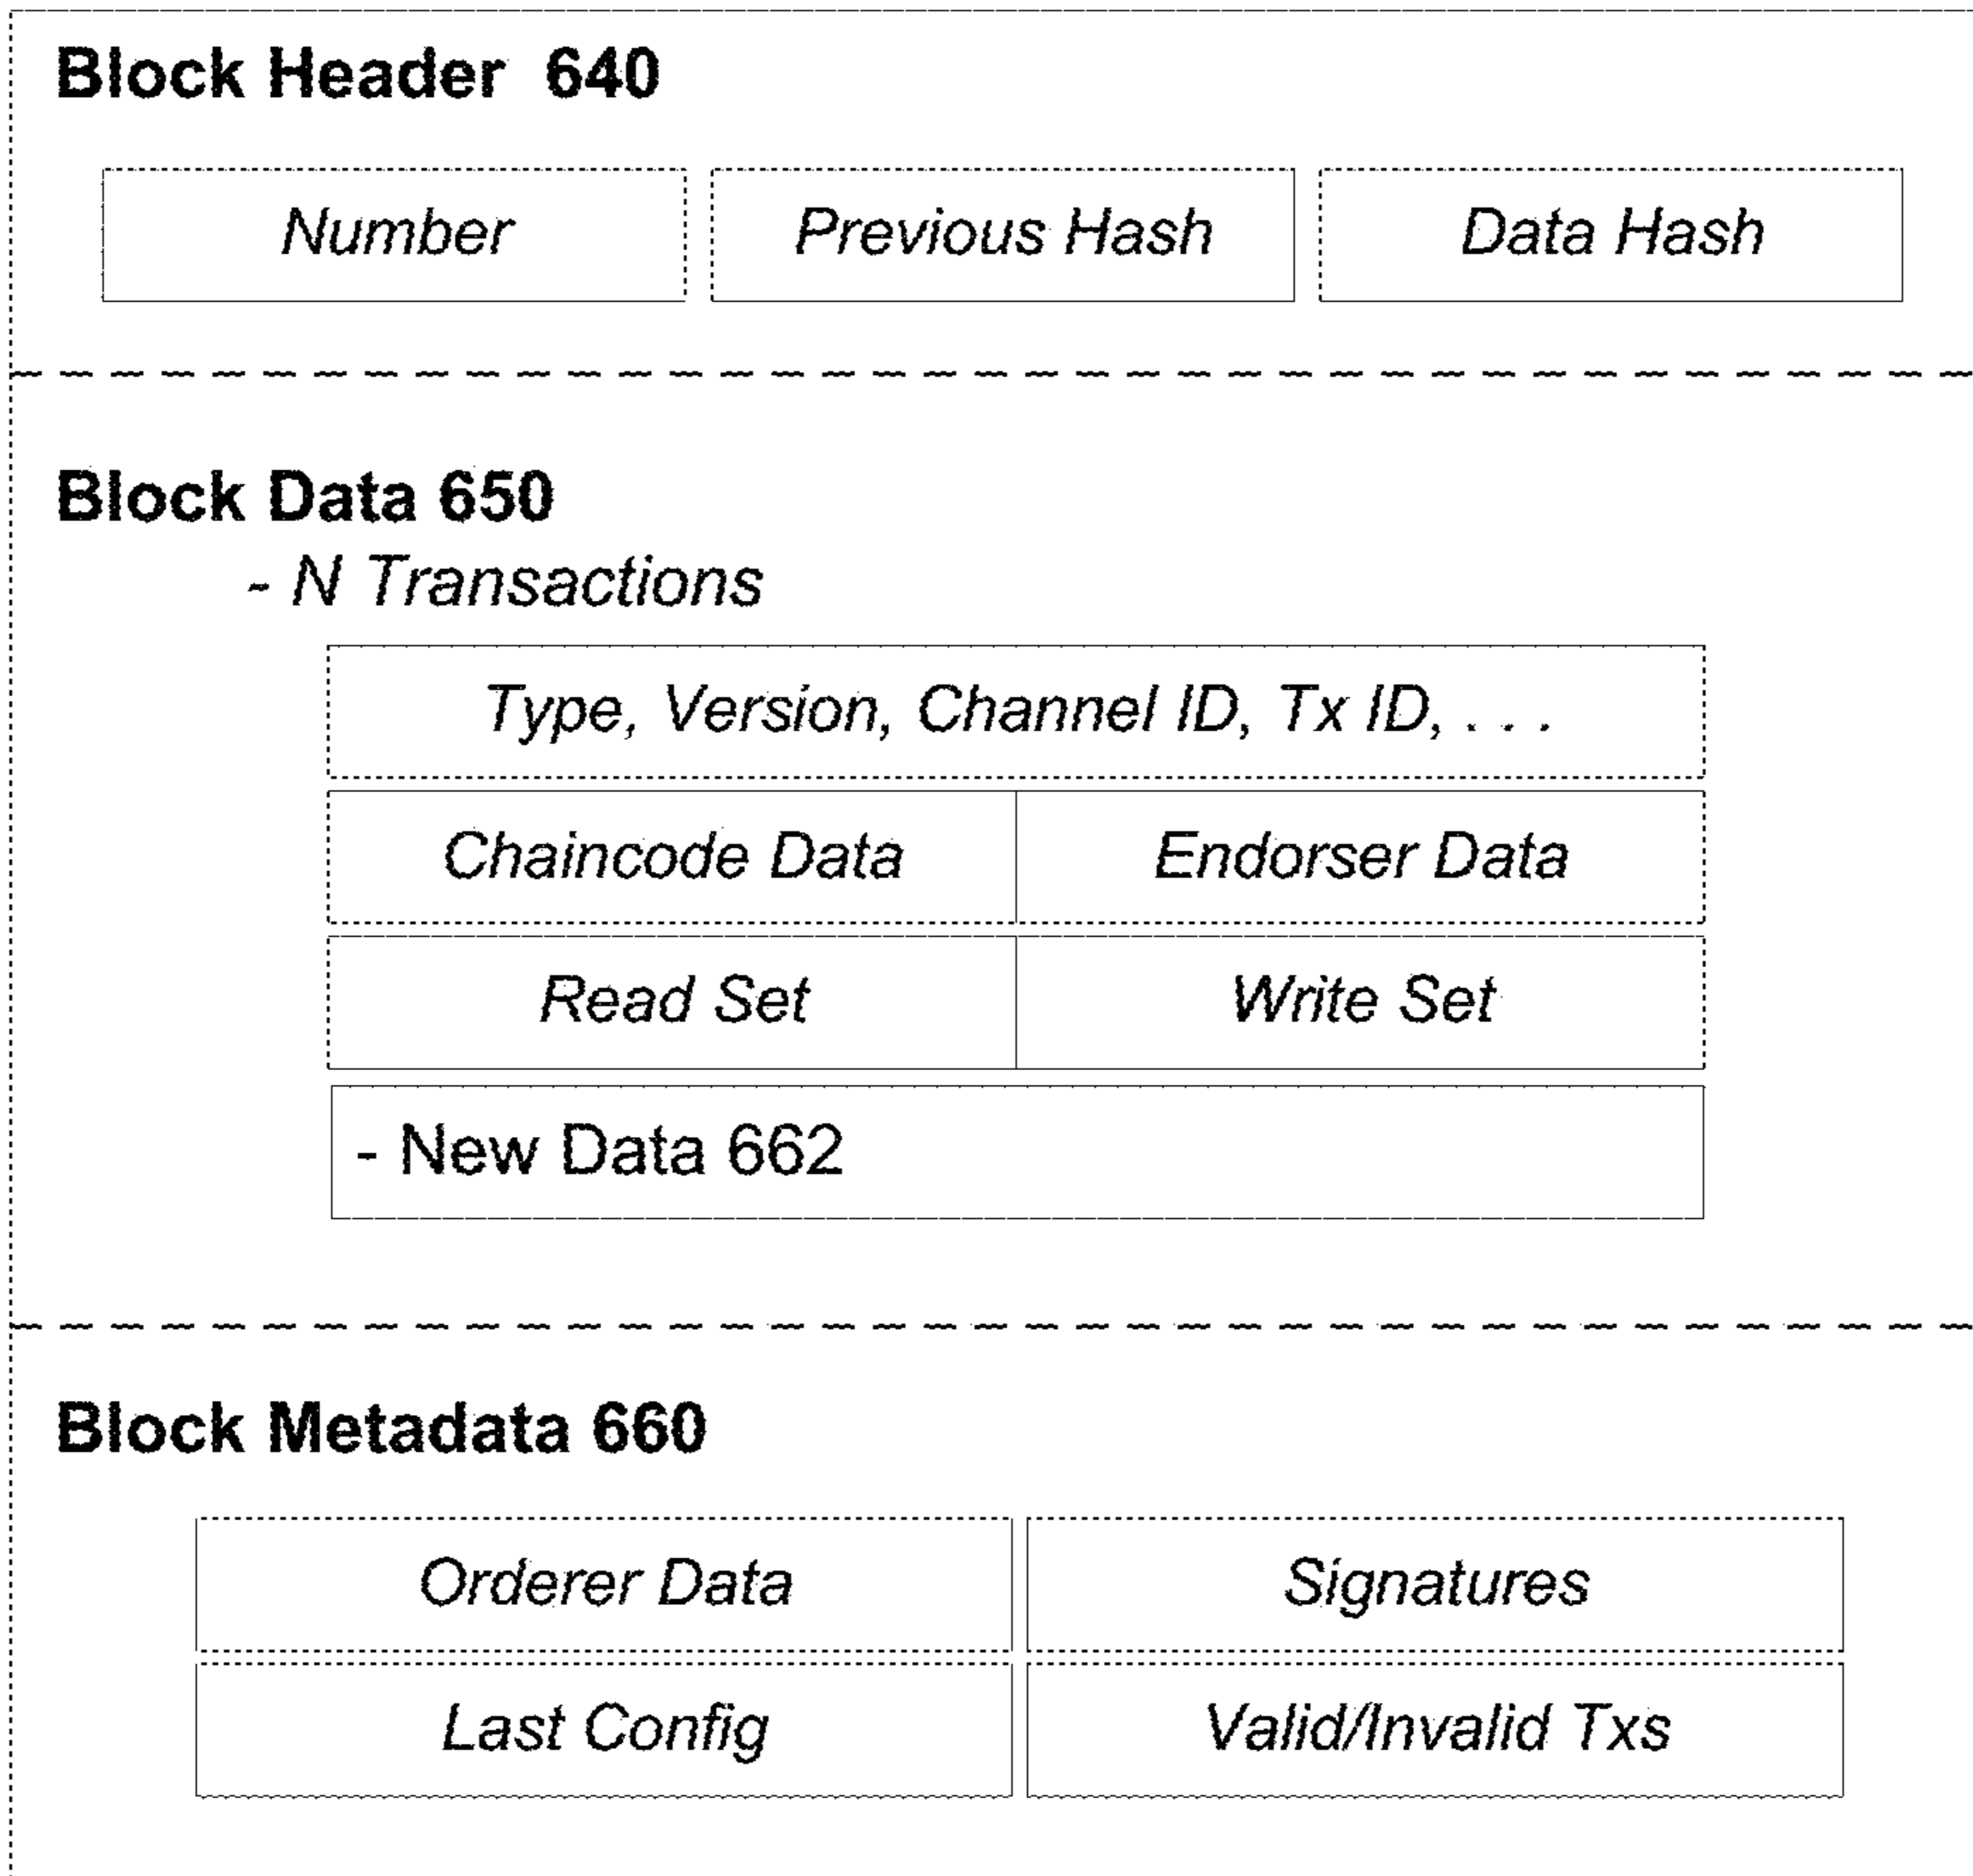 Block Header 640
Number Previous Hash Data Hash
Block Data 650
- N Transactions
Type, Version, Channel ID, Tx ID, . . .
Chaincode Data Endorser Data
Read Set Write Set
- New Data 662
Block Metadata 660
Orderer Data Signatures
Last Config Valid/Invalid Txs